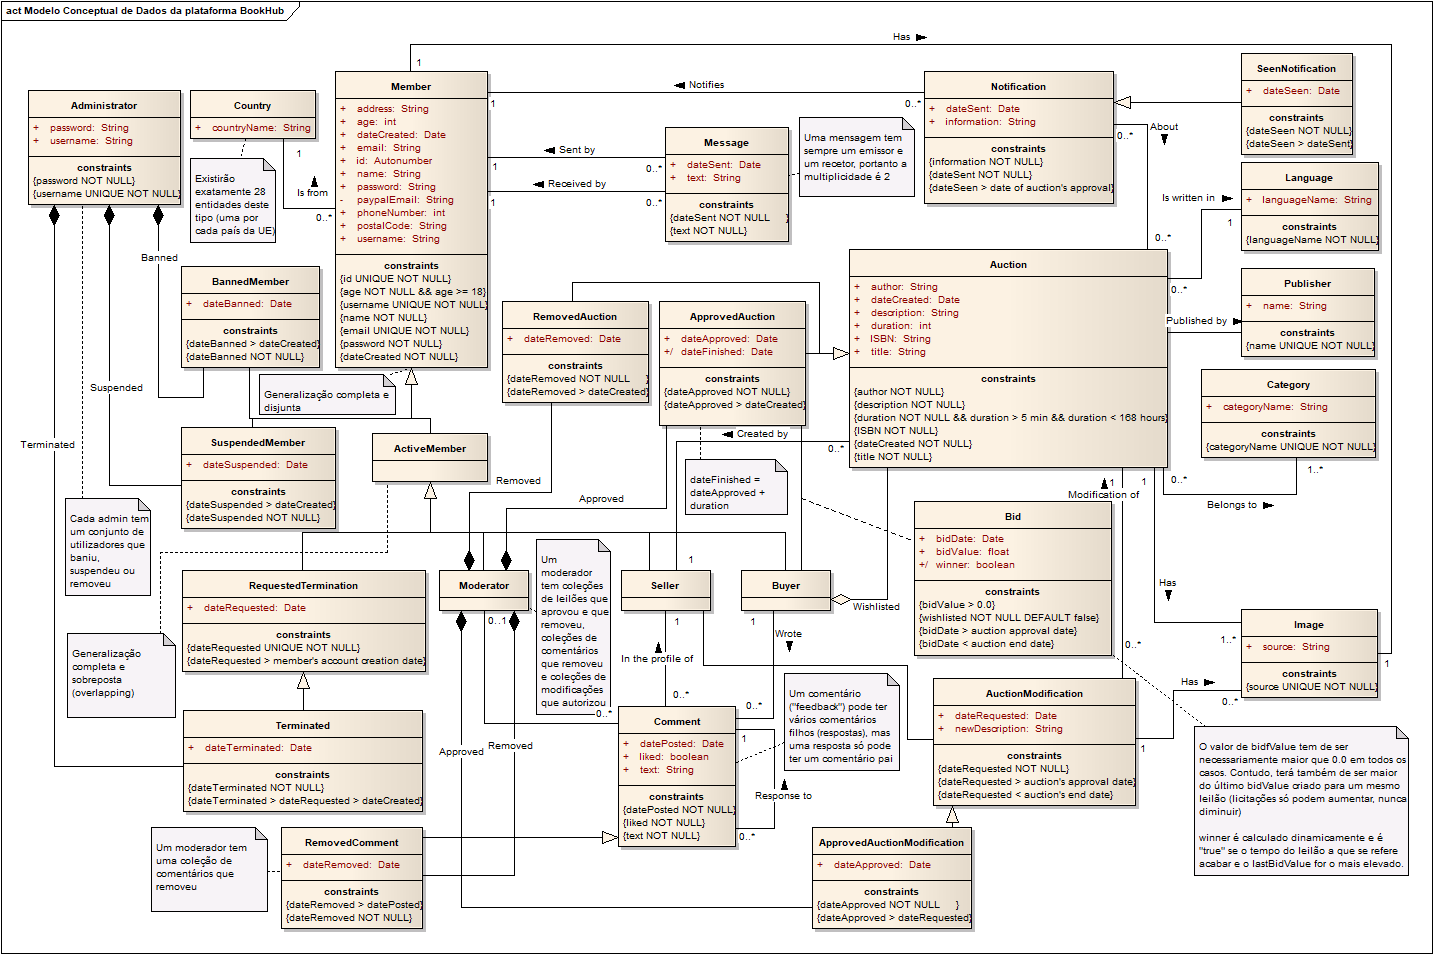 act Modelo Conceptual de Dados da plataforma BookHub
Has
1
Member
+ address: String
+ age: int
+ dateCreated: Date
+ email: String
+ id: Autonumber
+ name: String
+ password: String
- paypalEmail: String
+ phoneNumber: int
+ postalCode: String
+ username: String
constraints
{id UNIQUE NOT NULL}
{age NOT NULL && age >= 18}
{username UNIQUE NOT NULL}
{name NOT NULL}
{email UNIQUE NOT NULL}
{password NOT NULL}
{dateCreated NOT NULL}
Administrator
+ password: String
+ username: String
constraints
{password NOT NULL}
{username UNIQUE NOT NULL}
Country
+ countryName: String
1
Is from
0..*
Existirão
exatamente 28
entidades deste
tipo (uma por
cada país da UE)
Notifies
1
0..*
Sent by
1
0..*
Received by
1
0..*
Message
+ dateSent: Date
+ text: String
constraints
{dateSent NOT NULL }
{text NOT NULL}
Uma mensagem tem
sempre um emissor e
um recetor, portanto a
multiplicidade é 2
Notification
+ dateSent: Date
+ information: String
constraints
{information NOT NULL}
{dateSent NOT NULL}
{dateSeen > date of auction's approval}
SeenNotification
+ dateSeen: Date
constraints
{dateSeen NOT NULL}
{dateSeen > dateSent}
0..*
About
0..*
Language
+ languageName: String
constraints
{languageName NOT NULL}
Is written in
1
0..*
Publisher
+ name: String
constraints
{name UNIQUE NOT NULL}
Published by
Category
+ categoryName: String
constraints
{categoryName UNIQUE NOT NULL}
1..*
0..*
Belongs to
Auction
+ author: String
+ dateCreated: Date
+ description: String
+ duration: int
+ ISBN: String
+ title: String
constraints
{author NOT NULL}
{description NOT NULL}
{duration NOT NULL && duration > 5 min && duration < 168 hours}
{ISBN NOT NULL}
{dateCreated NOT NULL}
{title NOT NULL}
Banned
BannedMember
+ dateBanned: Date
constraints
{dateBanned > dateCreated}
{dateBanned NOT NULL}
Suspended
Generalização completa e
disjunta
RemovedAuction
+ dateRemoved: Date
constraints
{dateRemoved NOT NULL }
{dateRemoved > dateCreated}
ApprovedAuction
+ dateApproved: Date
+/ dateFinished: Date
constraints
{dateApproved NOT NULL}
{dateApproved > dateCreated}
Created by
0..*
1
Terminated
SuspendedMember
+ dateSuspended: Date
constraints
{dateSuspended > dateCreated}
{dateSuspended NOT NULL}
ActiveMember
Removed
Approved
dateFinished =
dateApproved +
duration
Modification of
1
1
Cada admin tem
um conjunto de
utilizadores que
baniu,
suspendeu ou
removeu
Bid
+ bidDate: Date
+ bidValue: float
+/ winner: boolean
constraints
{bidValue > 0.0}
{wishlisted NOT NULL DEFAULT false}
{bidDate > auction approval date}
{bidDate < auction end date}
RequestedTermination
+ dateRequested: Date
constraints
{dateRequested UNIQUE NOT NULL}
{dateRequested > member's account creation date}
Moderator
0..1
Um
moderador
tem coleções
de leilões que
aprovou e que
removeu,
coleções de
comentários
que removeu
e coleções de
modificações
que autorizou
Seller
1
Buyer
1
Wishlisted
Wrote
In the profile of
0..*
0..*
0..*
Has
1..*
0..*
Image
+ source: String
constraints
{source UNIQUE NOT NULL}
1
Has
0..*
1
Generalização
completa e
sobreposta
(overlapping)
Terminated
+ dateTerminated: Date
constraints
{dateTerminated NOT NULL}
{dateTerminated > dateRequested > dateCreated}
Approved
Removed
Comment
+ datePosted: Date
+ liked: boolean
+ text: String
constraints
{datePosted NOT NULL}
{liked NOT NULL}
{text NOT NULL}
1
Response to
0..*
Um comentário
("feedback") pode ter
vários comentários
filhos (respostas), mas
uma resposta só pode
ter um comentário pai
AuctionModification
+ dateRequested: Date
+ newDescription: String
constraints
{dateRequested NOT NULL}
{dateRequested > auction's approval date}
{dateRequested < auction's end date}
O valor de bidfValue tem de ser
necessariamente maior que 0.0 em todos os
casos. Contudo, terá também de ser maior
do último bidValue criado para um mesmo
leilão (licitações só podem aumentar, nunca
diminuir)
winner é calculado dinamicamente e é
"true" se o tempo do leilão a que se refere
acabar e o lastBidValue for o mais elevado.
Um moderador tem
uma coleção de
comentários que
removeu
RemovedComment
+ dateRemoved: Date
constraints
{dateRemoved > datePosted}
{dateRemoved NOT NULL}
ApprovedAuctionModification
+ dateApproved: Date
constraints
{dateApproved NOT NULL }
{dateApproved > dateRequested}